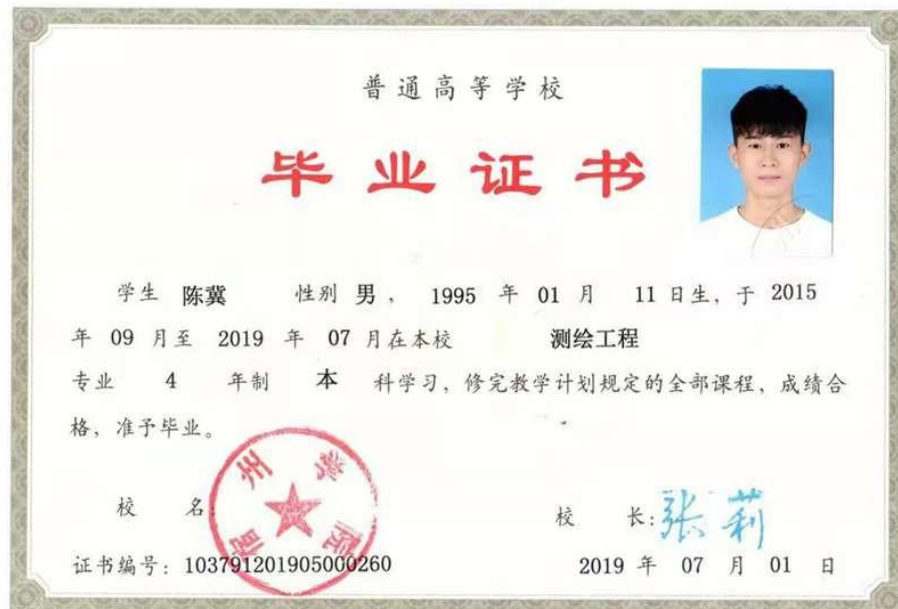 普通高等学校
毕业证书
学生 陈冀 性别 男， 1995 年 01 月 11 日生，于 2015
年 09 月至 2019 年 07 月在本校 测绘工程
专业 4 年制 本 科学习，修完教学计划规定的全部课程，成绩合
格，准予毕业。
宿州学院
校 名：
校 长：张莉
证书编号：103791201905000260
2019 年 07 月 01 日